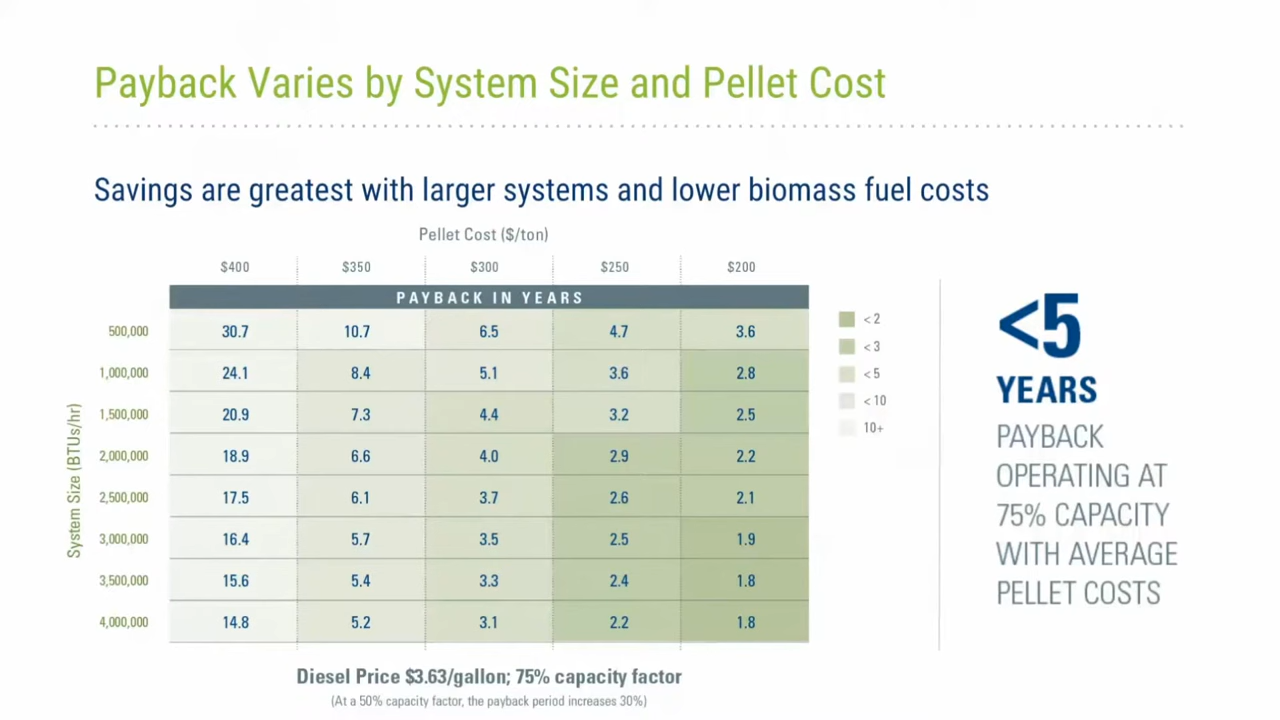 Payback Varies by System Size and Pellet Cost
Savings are greatest with larger systems and lower biomass fuel costs
Pellet Cost ($/ton)
$400 $350 $300 $250 $200
PAYBACK IN YEARS
System Size (BTUs/hr)
500,000 30.7 10.7 6.5 4.7 3.6
1,000,000 24.1 8.4 5.1 3.6 2.8
1,500,000 20.9 7.3 4.4 3.2 2.5
2,000,000 18.9 6.6 4.0 2.9 2.2
2,500,000 17.5 6.1 3.7 2.6 2.1
3,000,000 16.4 5.7 3.5 2.5 1.9
3,500,000 15.6 5.4 3.3 2.4 1.8
4,000,000 14.8 5.2 3.1 2.2 1.8
< 2
< 3
< 5
< 10
10+
<5
YEARS
PAYBACK
OPERATING AT
75% CAPACITY
WITH AVERAGE
PELLET COSTS
Diesel Price $3.63/gallon; 75% capacity factor
(At a 50% capacity factor, the payback period increases 30%)